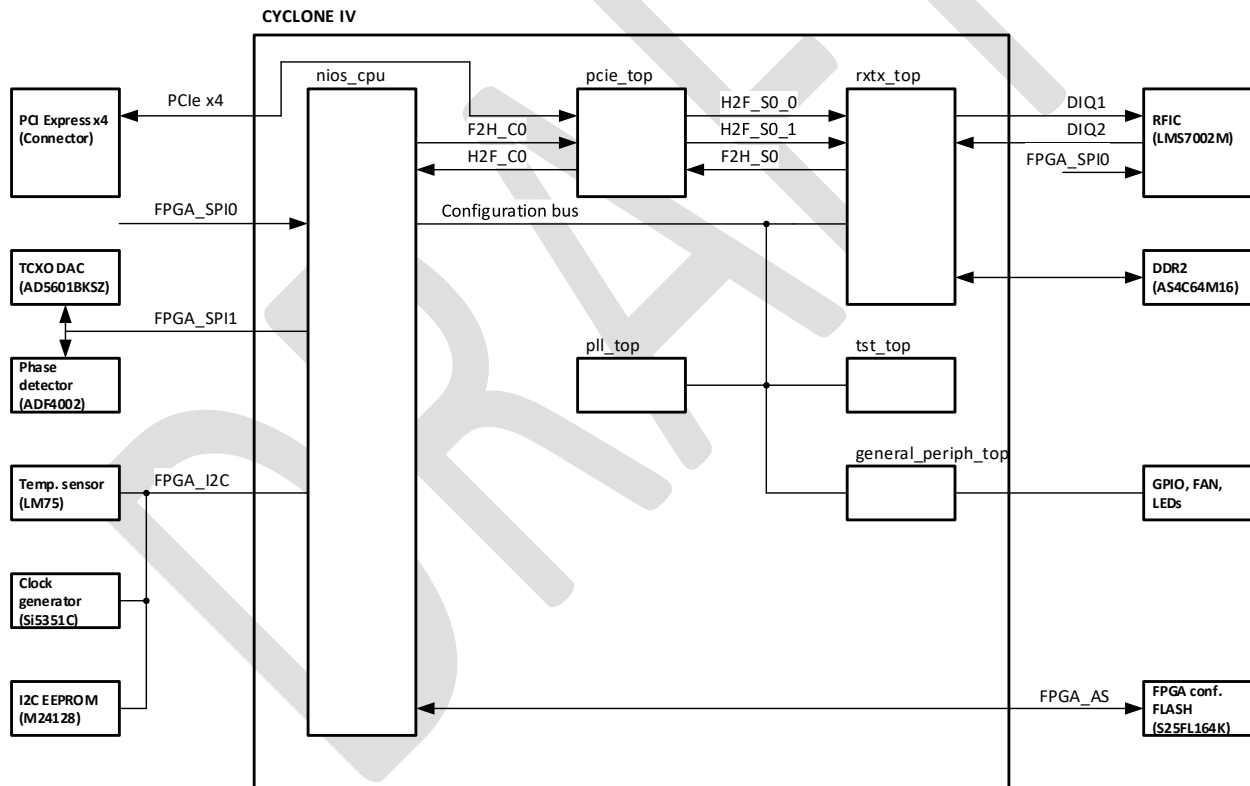 CYCLONE IV
nios_cpu
pcie_top
rxtx_top
PCI Express x4
(Connector)
PCIe x4
F2H_C0
H2F_C0
H2F_S0_0
H2F_S0_1
F2H_S0
DIQ1
DIQ2
FPGA_SPI0
RFIC
(LMS7002M)
FPGA_SPI0
Configuration bus
TCXO DAC
(AD5601BKSZ)
DDR2
(AS4C64M16)
FPGA_SPI1
pll_top
tst_top
Phase
detector
(ADF4002)
general_periph_top
Temp. sensor
(LM75)
FPGA_I2C
GPIO, FAN,
LEDs
Clock
generator
(Si5351C)
I2C EEPROM
(M24128)
FPGA_AS
FPGA conf.
FLASH
(S25FL164K)
DRAFT